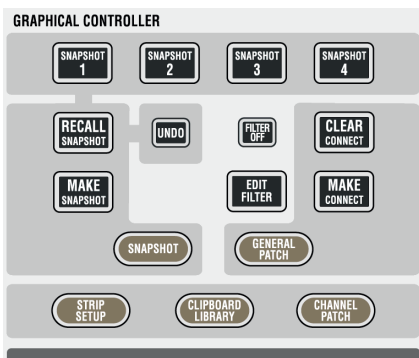 GRAPHICAL CONTROLLER
SNAPSHOT
1
SNAPSHOT
2
SNAPSHOT
3
SNAPSHOT
4
RECALL
SNAPSHOT
UNDO
FILTER
OFF
CLEAR
CONNECT
MAKE
SNAPSHOT
EDIT
FILTER
MAKE
CONNECT
SNAPSHOT
GENERAL
PATCH
STRIP
SETUP
CLIPBOARD
LIBRARY
CHANNEL
PATCH